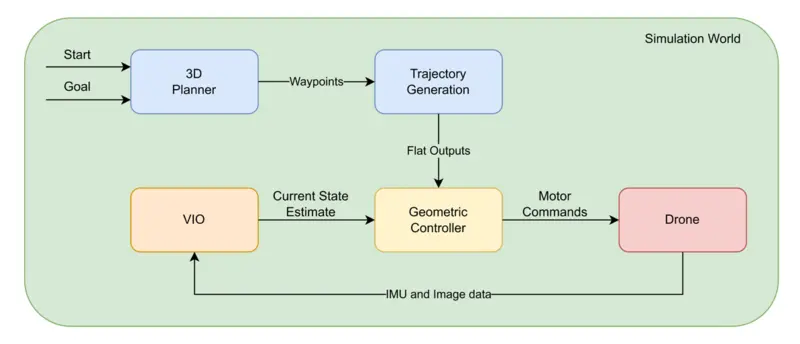 Simulation World
Start
Goal
3D
Planner
Waypoints
Trajectory
Generation
Flat Outputs
VIO
Current State
Estimate
Geometric
Controller
Motor
Commands
Drone
IMU and Image data